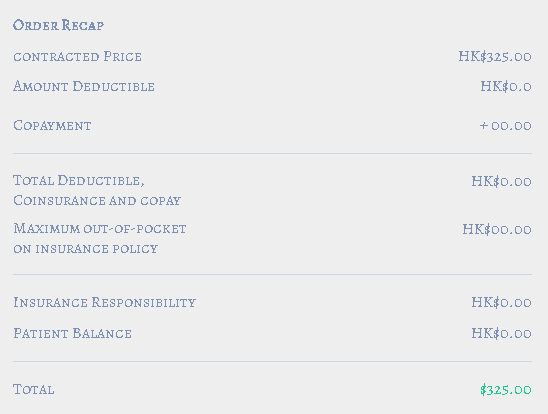 Order Recap
contracted Price HK$325.00
Amount Deductible HK$0.0
Copayment +00.00
Total Deductible, HK$0.00
Coinsurance and copay
Maximum out-of-pocket HK$00.00
on insurance policy
Insurance Responsibility HK$0.00
Patient Balance HK$0.00
Total $325.00